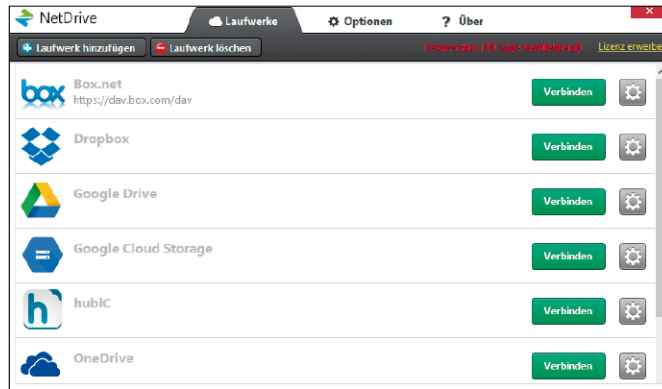 NetDrive
Laufwerke
Optionen
? Über
Laufwerk hinzufügen
Laufwerk löschen
Testversion (30 Tage verbleibend)
Lizenz erwerbe
box
Box.net
https://dav.box.com/dav
Verbinden
Dropbox
Verbinden
Google Drive
Verbinden
Google Cloud Storage
Verbinden
h
hubiC
Verbinden
OneDrive
Verbinden